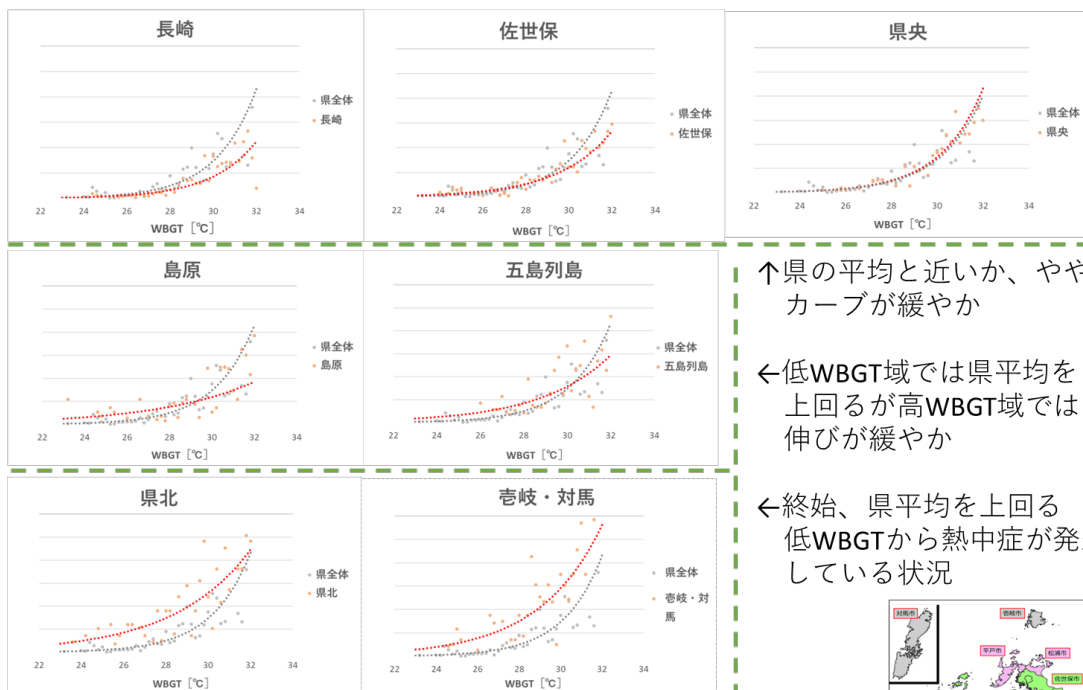 長崎
県全体
長崎
22 24 26 28 30 32 34
WBGT［℃］
佐世保
県全体
佐世保
22 24 26 28 30 32 34
WBGT［℃］
県央
県全体
県央
22 24 26 28 30 32 34
WBGT［℃］
島原
県全体
島原
22 24 26 28 30 32 34
WBGT［℃］
五島列島
県全体
五島列島
22 24 26 28 30 32 34
WBGT［℃］
↑県の平均と近いか、やや
カーブが緩やか
←低WBGT域では県平均を
上回るが高WBGT域では
伸びが緩やか
県北
県全体
県北
22 24 26 28 30 32 34
WBGT［℃］
壱岐・対馬
県全体
壱岐・対
馬
22 24 26 28 30 32 34
WBGT［℃］
←終始、県平均を上回る
低WBGTから熱中症が発
している状況
対馬市
壱岐市
平戸市
松浦市
佐世保市